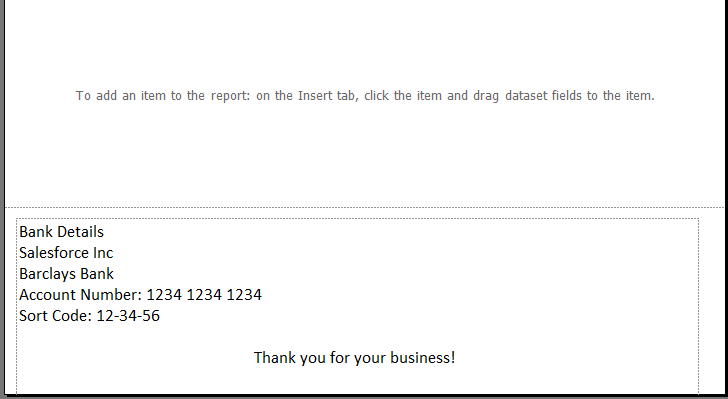 To add an item to the report: on the Insert tab, click the item and drag dataset fields to the item.
Bank Details
Salesforce Inc
Barclays Bank
Account Number: 1234 1234 1234
Sort Code: 12-34-56
Thank you for your business!